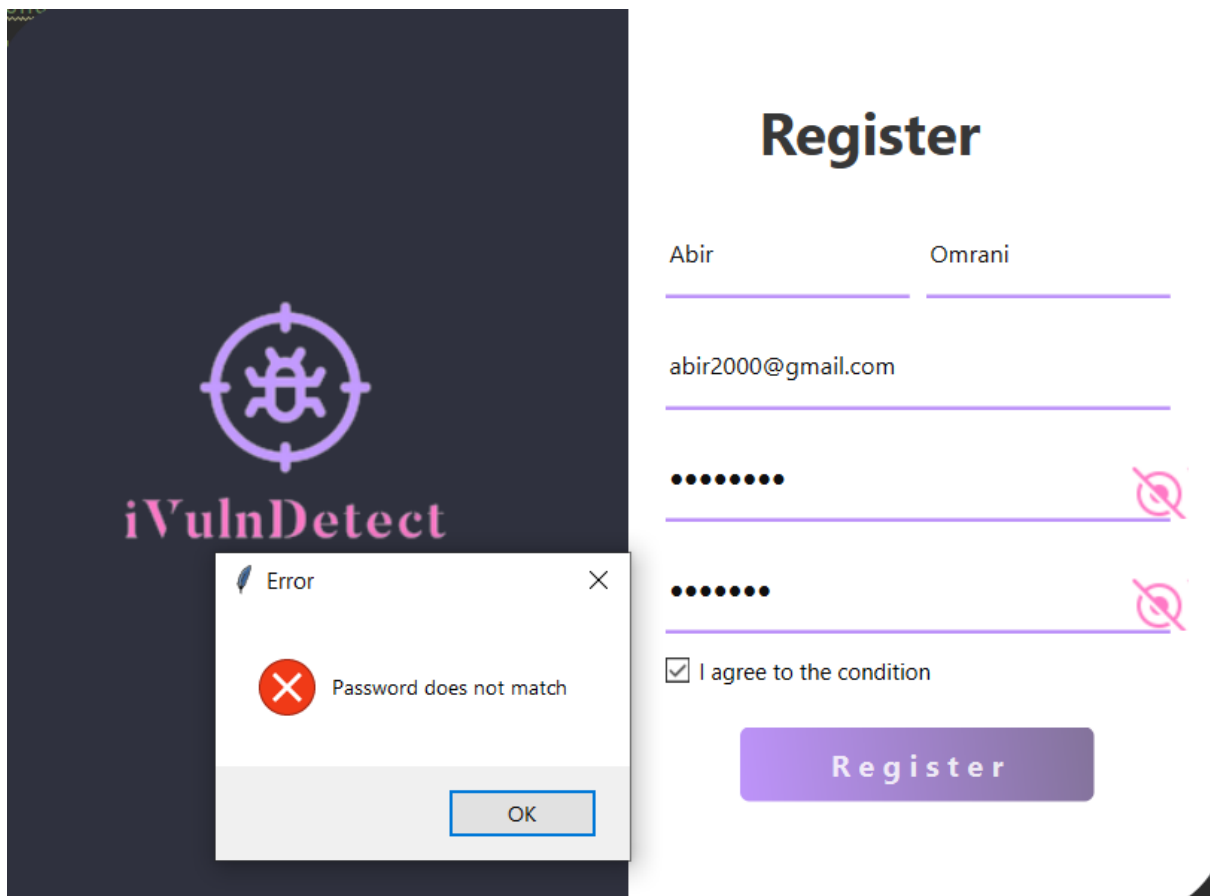 iVulnDetect
Error
Password does not match
OK
Register
Abir Omrani
abir2000@gmail.com
••••••••
•••••••
I agree to the condition
Register